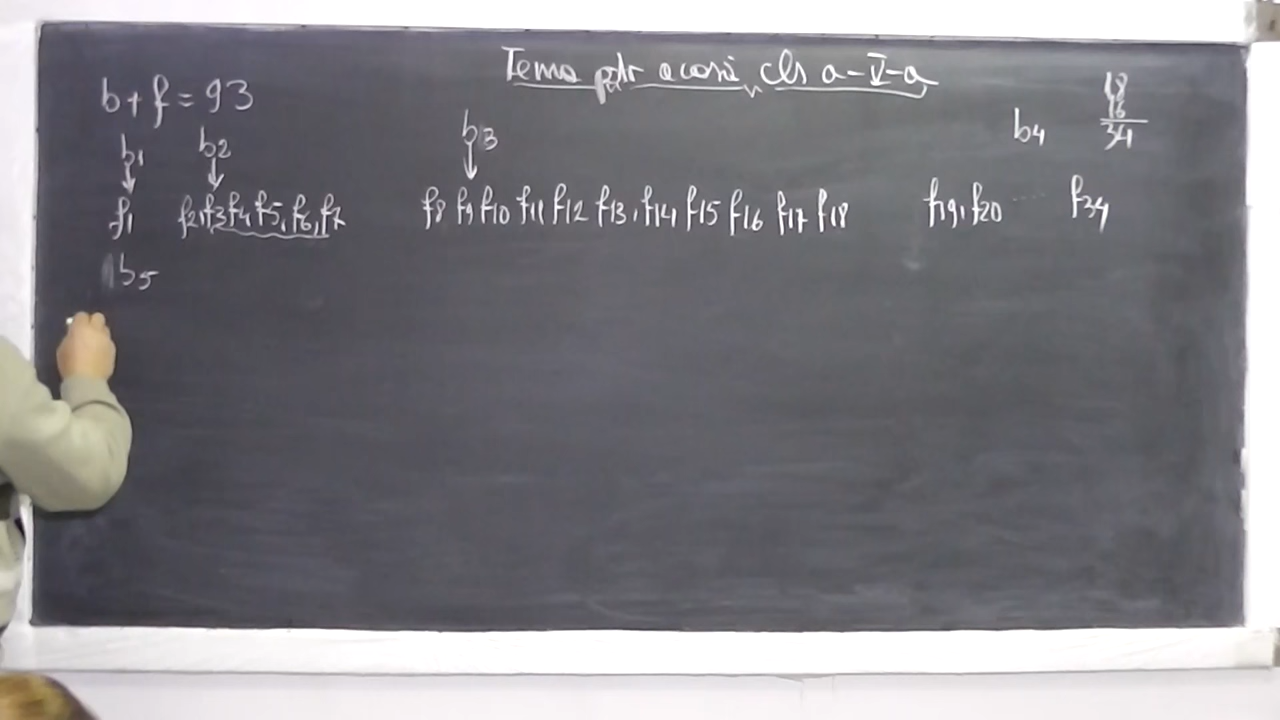 Tema ptr acasă cls a-V-a
b + f = 93
18
16
34
b1 b2 b3 b4
f1 f2, f3 f4 f5, f6, f7 f8 f9 f10 f11 f12 f13, f14, f15 f16 f17 f18 f19, f20 ..... f34
b5